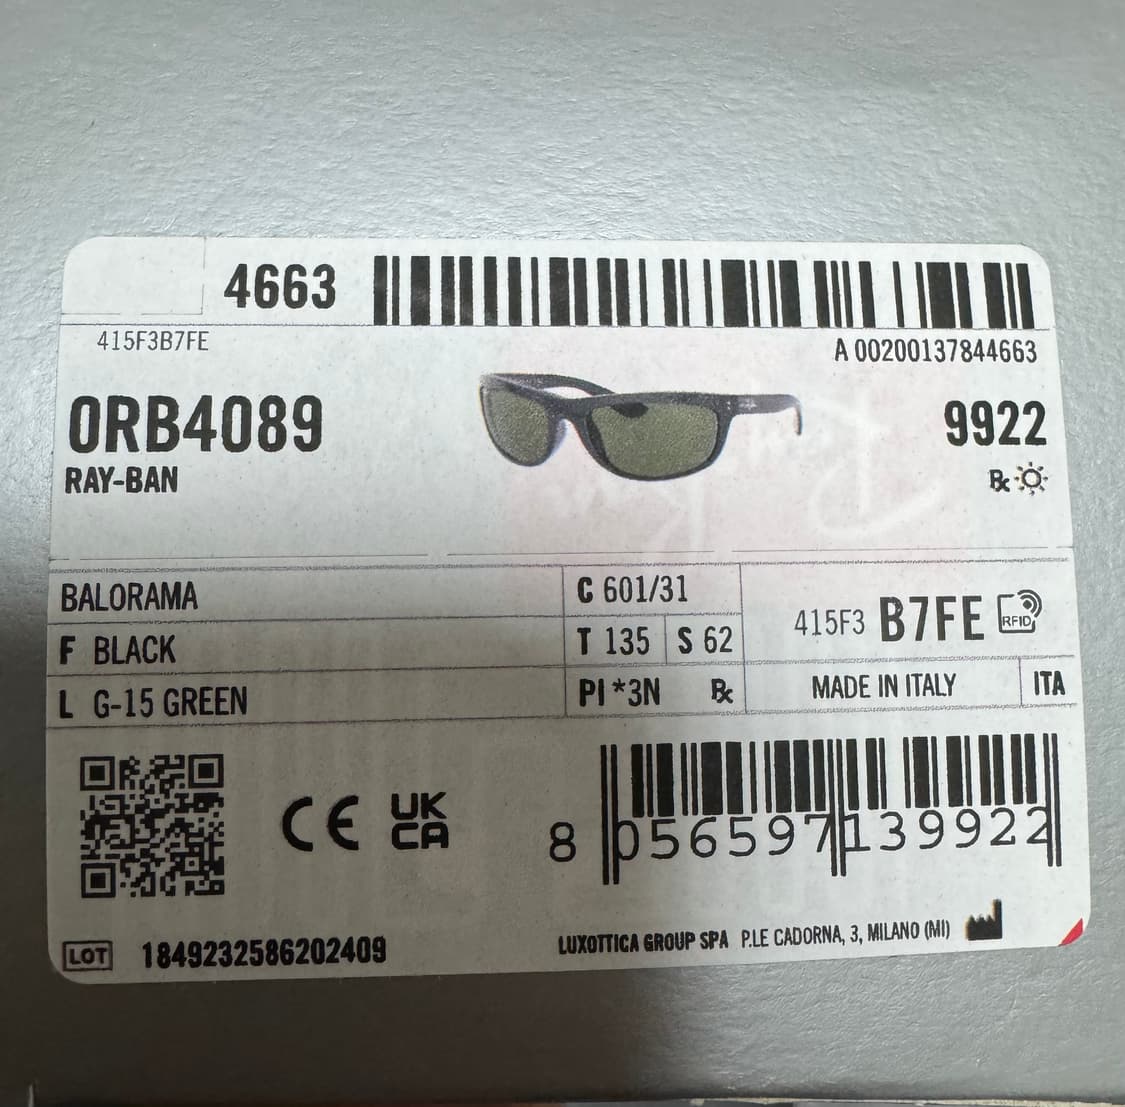 4663
415F3B7FE
A 00200137844663
0RB4089
9922
RAY-BAN
Rx
BALORAMA
C 601/31
415F3 B7FE RFID
F BLACK
T 135 S 62
L G-15 GREEN
PI *3N Rx
MADE IN ITALY
ITA
CE UK CA
8 056597 139922
LOT 1849232586202409
LUXOTTICA GROUP SPA P.LE CADORNA, 3, MILANO (MI)